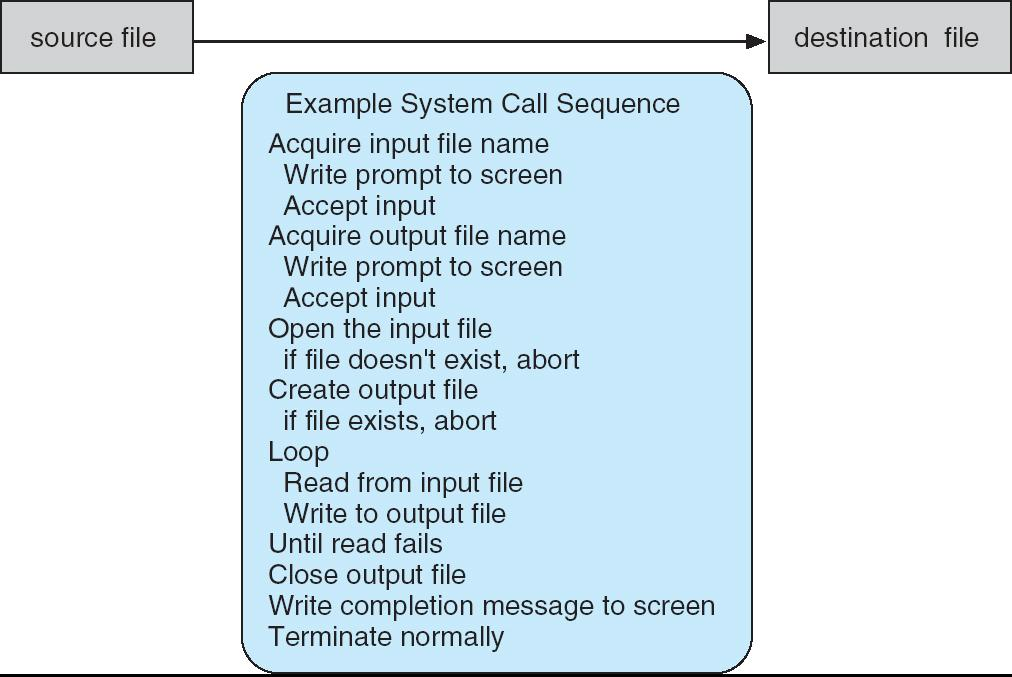 source file
destination file
Example System Call Sequence
Acquire input file name
Write prompt to screen
Accept input
Acquire output file name
Write prompt to screen
Accept input
Open the input file
if file doesn't exist, abort
Create output file
if file exists, abort
Loop
Read from input file
Write to output file
Until read fails
Close output file
Write completion message to screen
Terminate normally